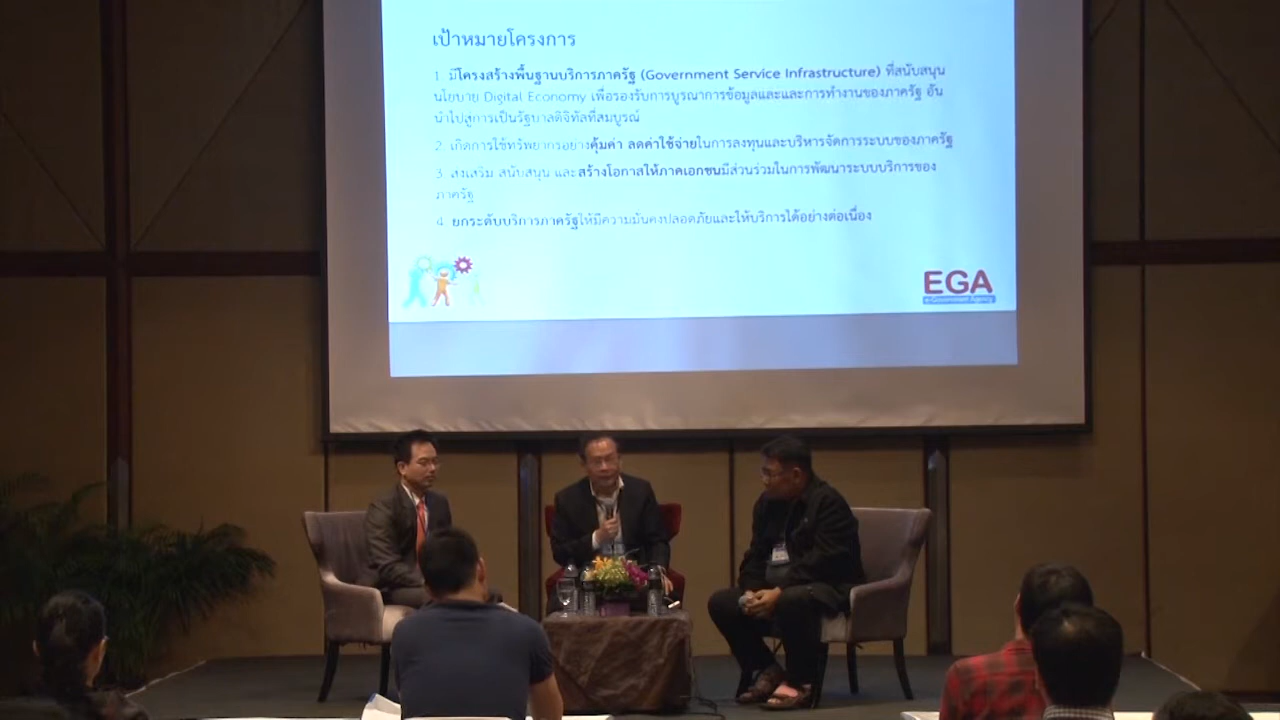 เป้าหมายโครงการ
1. มีโครงสร้างพื้นฐานบริการภาครัฐ (Government Service Infrastructure) ที่สนับสนุน
นโยบาย Digital Economy เพื่อรองรับการบูรณาการข้อมูลและและการทำงานของภาครัฐ อัน
นำไปสู่การเป็นรัฐบาลดิจิทัลที่สมบูรณ์
2. เกิดการใช้ทรัพยากรอย่างคุ้มค่า ลดค่าใช้จ่ายในการลงทุนและบริหารจัดการระบบของภาครัฐ
3. ส่งเสริม สนับสนุน และสร้างโอกาสให้ภาคเอกชนมีส่วนร่วมในการพัฒนาระบบบริการของ
ภาครัฐ
4. ยกระดับบริการภาครัฐให้มีความมั่นคงปลอดภัยและให้บริการได้อย่างต่อเนื่อง
EGA
e-Government Agency